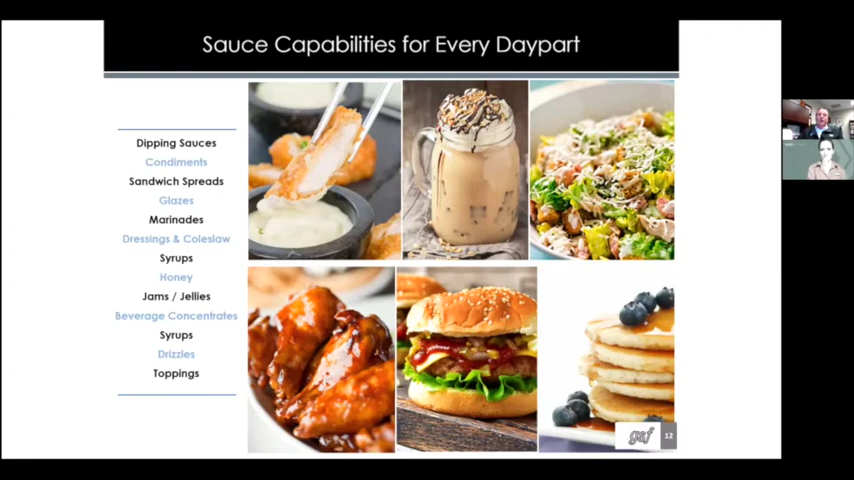 Sauce Capabilities for Every Daypart
Dipping Sauces
Condiments
Sandwich Spreads
Glazes
Marinades
Dressings & Coleslaw
Syrups
Honey
Jams / Jellies
Beverage Concentrates
Syrups
Drizzles
Toppings
gsf
12